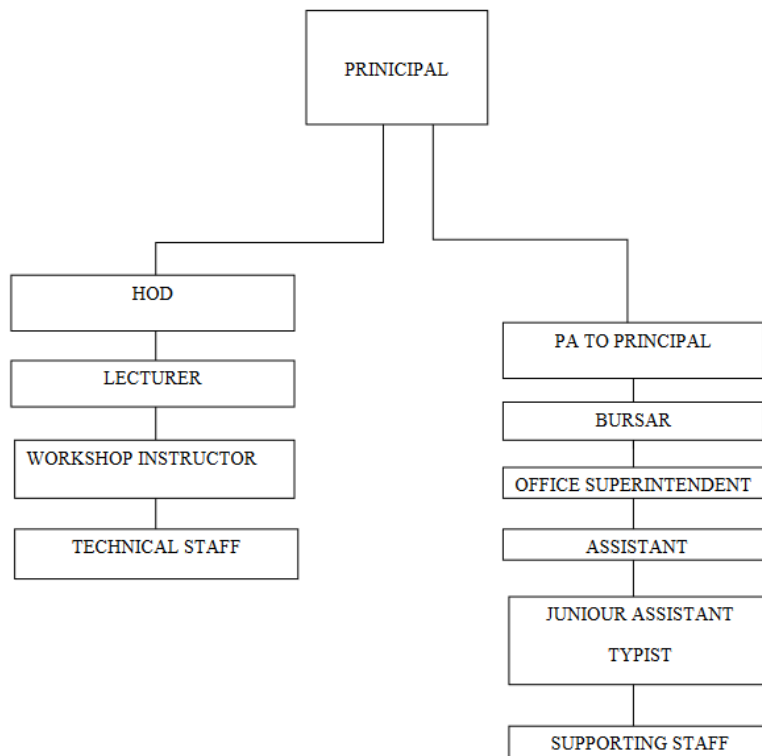 PRINICIPAL
HOD
LECTURER
WORKSHOP INSTRUCTOR
TECHNICAL STAFF
PA TO PRINCIPAL
BURSAR
OFFICE SUPERINTENDENT
ASSISTANT
JUNIOUR ASSISTANT
TYPIST
SUPPORTING STAFF